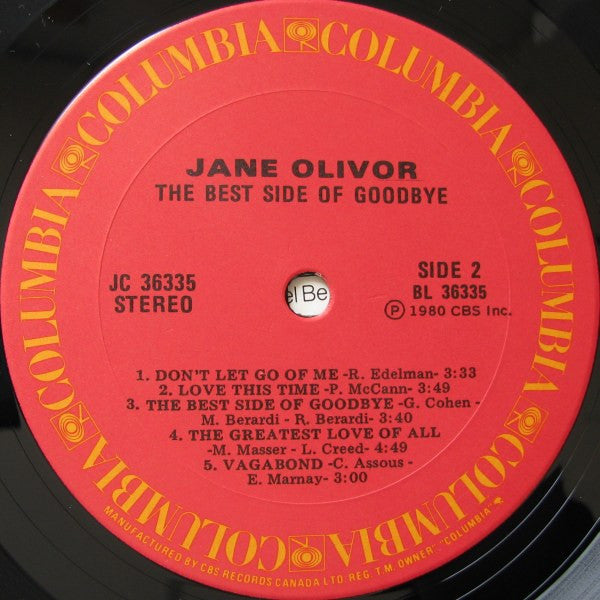 COLUMBIA COLUMBIA COLUMBIA COLUMBIA COLUMBIA COLUMBIA
JANE OLIVOR
THE BEST SIDE OF GOODBYE
JC 36335
STEREO
el Be
SIDE 2
BL 36335
Ⓟ 1980 CBS Inc.
1. DON'T LET GO OF ME -R. Edelman- 3:33
2. LOVE THIS TIME -P. McCann- 3:49
3. THE BEST SIDE OF GOODBYE -G. Cohen -
M. Berardi - R. Berardi- 3:40
4. THE GREATEST LOVE OF ALL
-M. Masser - L. Creed- 4:49
5. VAGABOND -C. Assous -
E. Marnay- 3:00
MANUFACTURED BY CBS RECORDS CANADA LTD. REG. T.M. OWNER "COLUMBIA"